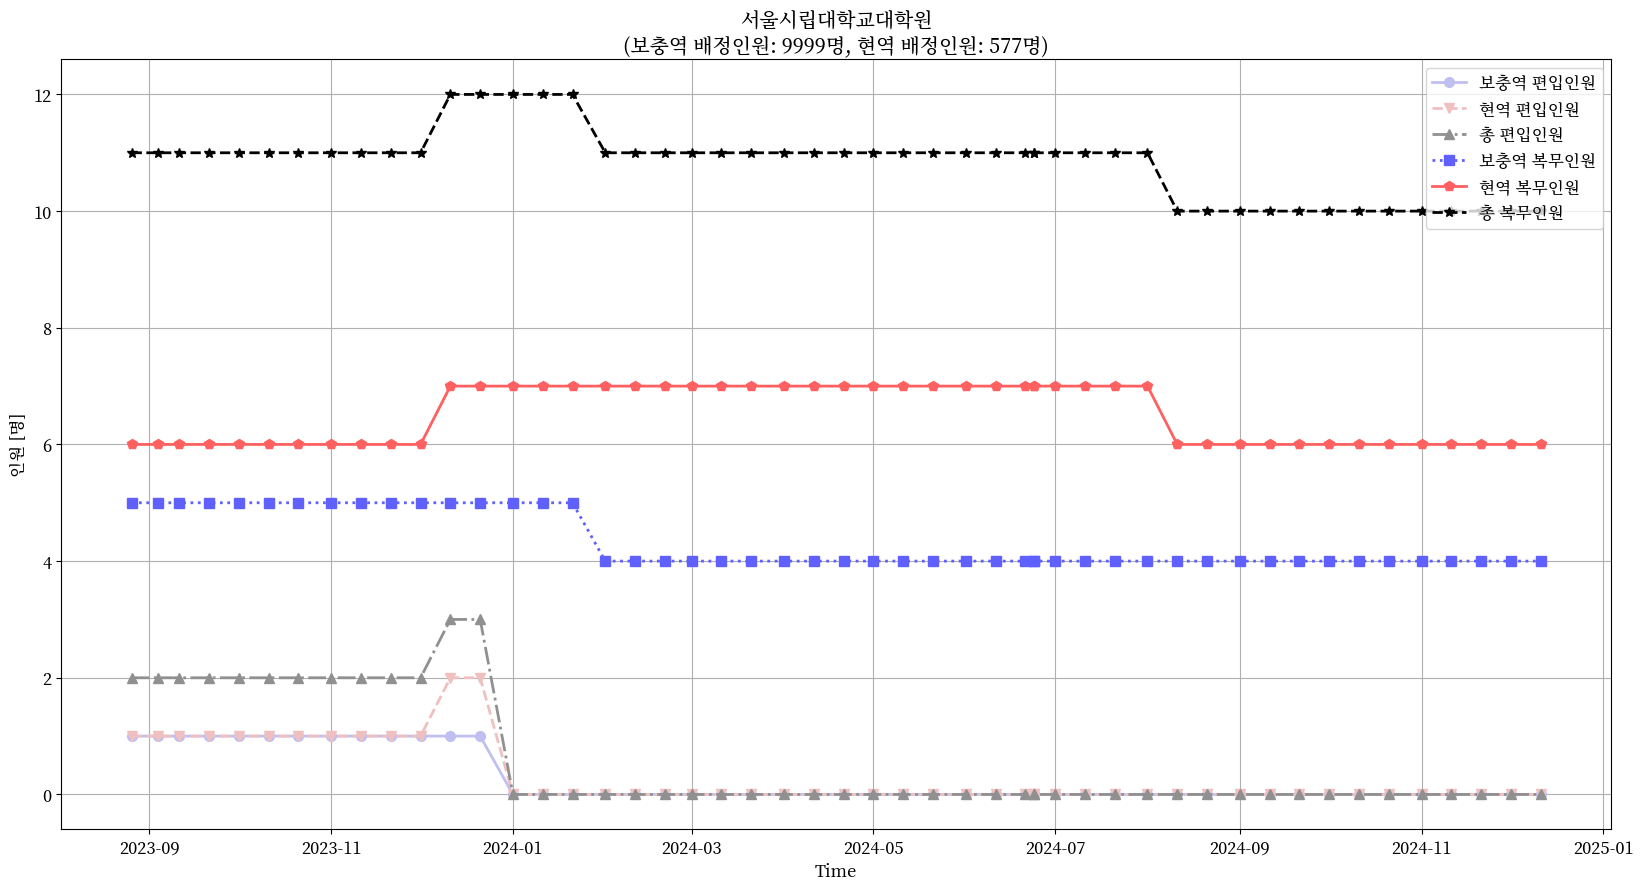 서울시립대학교대학원
(보충역 배정인원: 9999명, 현역 배정인원: 577명)
보충역 편입인원
현역 편입인원
총 편입인원
보충역 복무인원
현역 복무인원
총 복무인원
인원 [명]
12
10
8
6
4
2
0
2023-09
2023-11
2024-01
2024-03
2024-05
2024-07
2024-09
2024-11
2025-01
Time